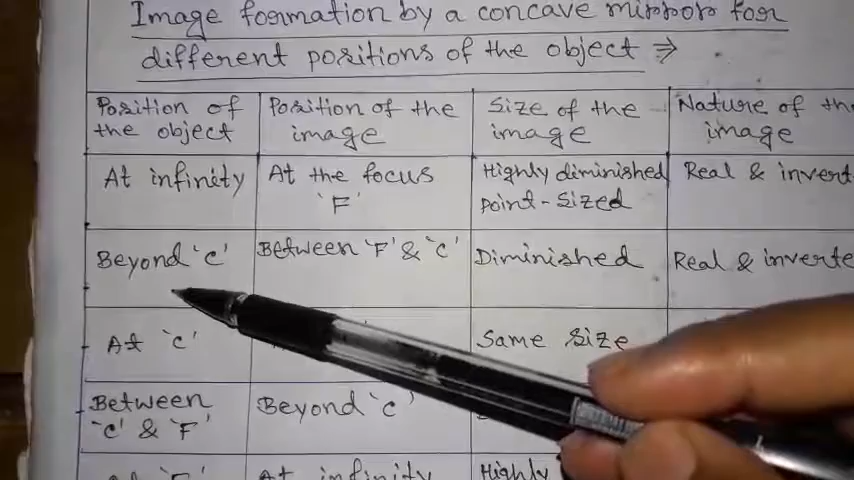 Image formation by a concave mirror for
different positions of the object ⇒
Position of the object
Position of the image
Size of the image
Nature of the image
At infinity
At the focus 'F'
Highly diminished point-sized
Real & invert
Beyond 'C'
Between 'F' & 'C'
Diminished
Real & inverte
At 'C'
Same size
Between 'C' & 'F'
Beyond 'C'
At infinity
Highly